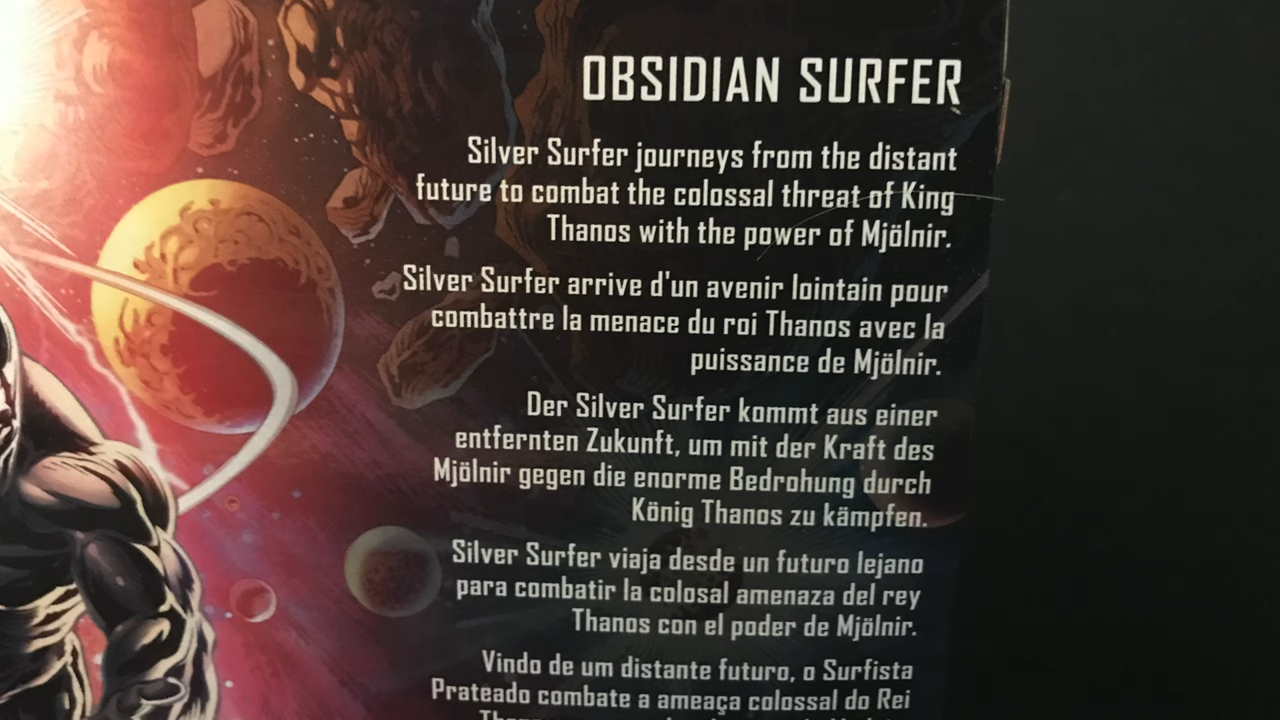 OBSIDIAN SURFER
Silver Surfer journeys from the distant
future to combat the colossal threat of King
Thanos with the power of Mjölnir.
Silver Surfer arrive d'un avenir lointain pour
combattre la menace du roi Thanos avec la
puissance de Mjölnir.
Der Silver Surfer kommt aus einer
entfernten Zukunft, um mit der Kraft des
Mjölnir gegen die enorme Bedrohung durch
König Thanos zu kämpfen.
Silver Surfer viaja desde un futuro lejano
para combatir la colosal amenaza del rey
Thanos con el poder de Mjölnir.
Vindo de um distante futuro, o Surfista
Prateado combate a ameaça colossal do Rei